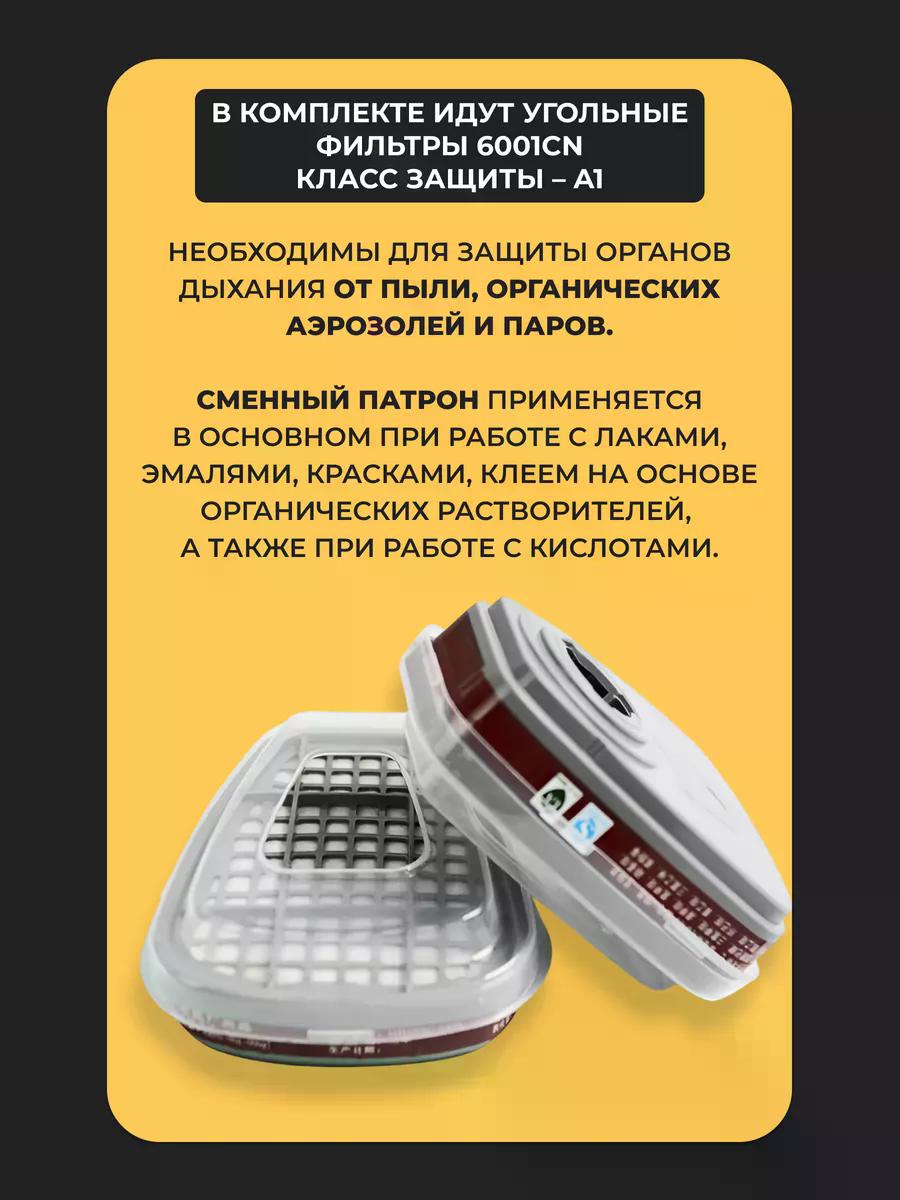 В КОМПЛЕКТЕ ИДУТ УГОЛЬНЫЕ
ФИЛЬТРЫ 6001CN
КЛАСС ЗАЩИТЫ – А1
НЕОБХОДИМЫ ДЛЯ ЗАЩИТЫ ОРГАНОВ
ДЫХАНИЯ ОТ ПЫЛИ, ОРГАНИЧЕСКИХ
АЭРОЗОЛЕЙ И ПАРОВ.
СМЕННЫЙ ПАТРОН ПРИМЕНЯЕТСЯ
В ОСНОВНОМ ПРИ РАБОТЕ С ЛАКАМИ,
ЭМАЛЯМИ, КРАСКАМИ, КЛЕЕМ НА ОСНОВЕ
ОРГАНИЧЕСКИХ РАСТВОРИТЕЛЕЙ,
А ТАКЖЕ ПРИ РАБОТЕ С КИСЛОТАМИ.